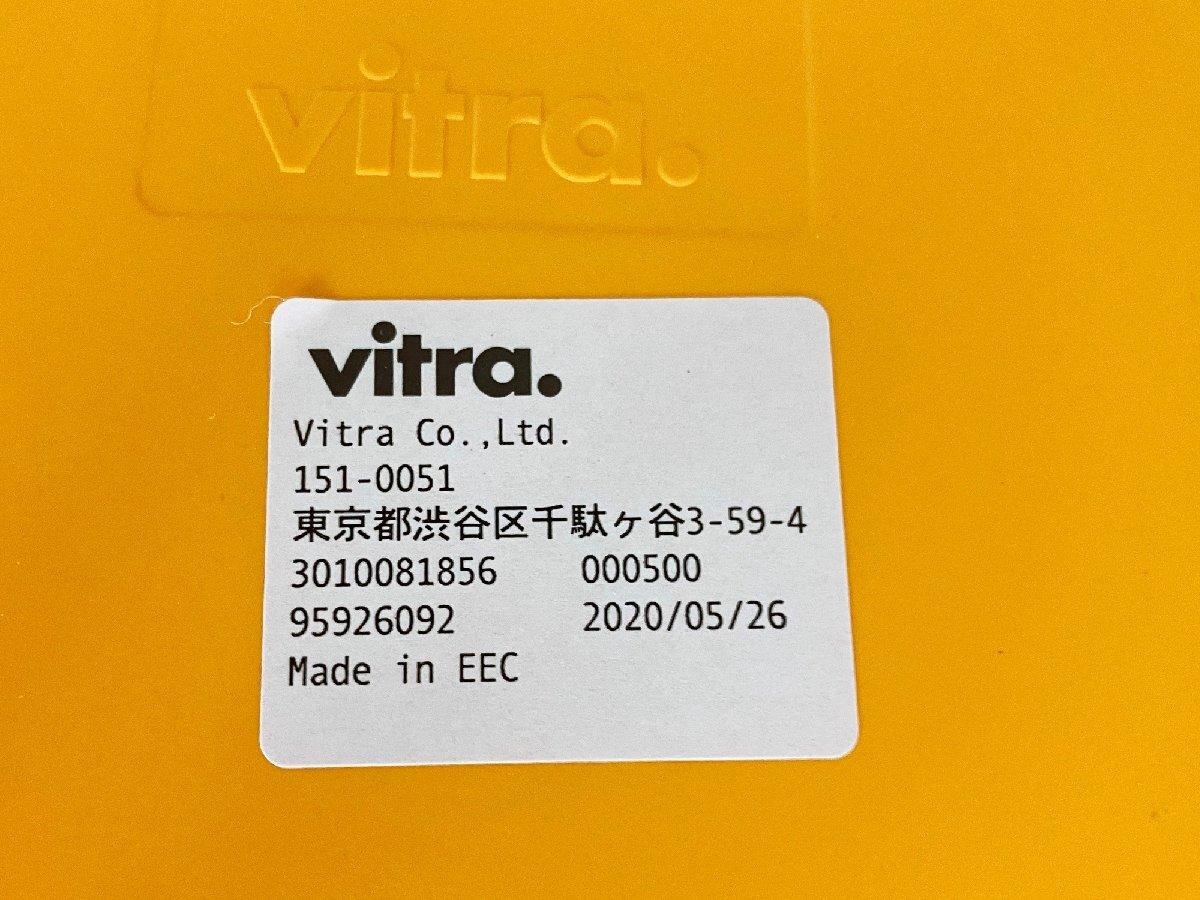 vitra.
vitra.
Vitra Co.,Ltd.
151-0051
東京都渋谷区千駄ヶ谷3-59-4
3010081856 000500
95926092 2020/05/26
Made in EEC